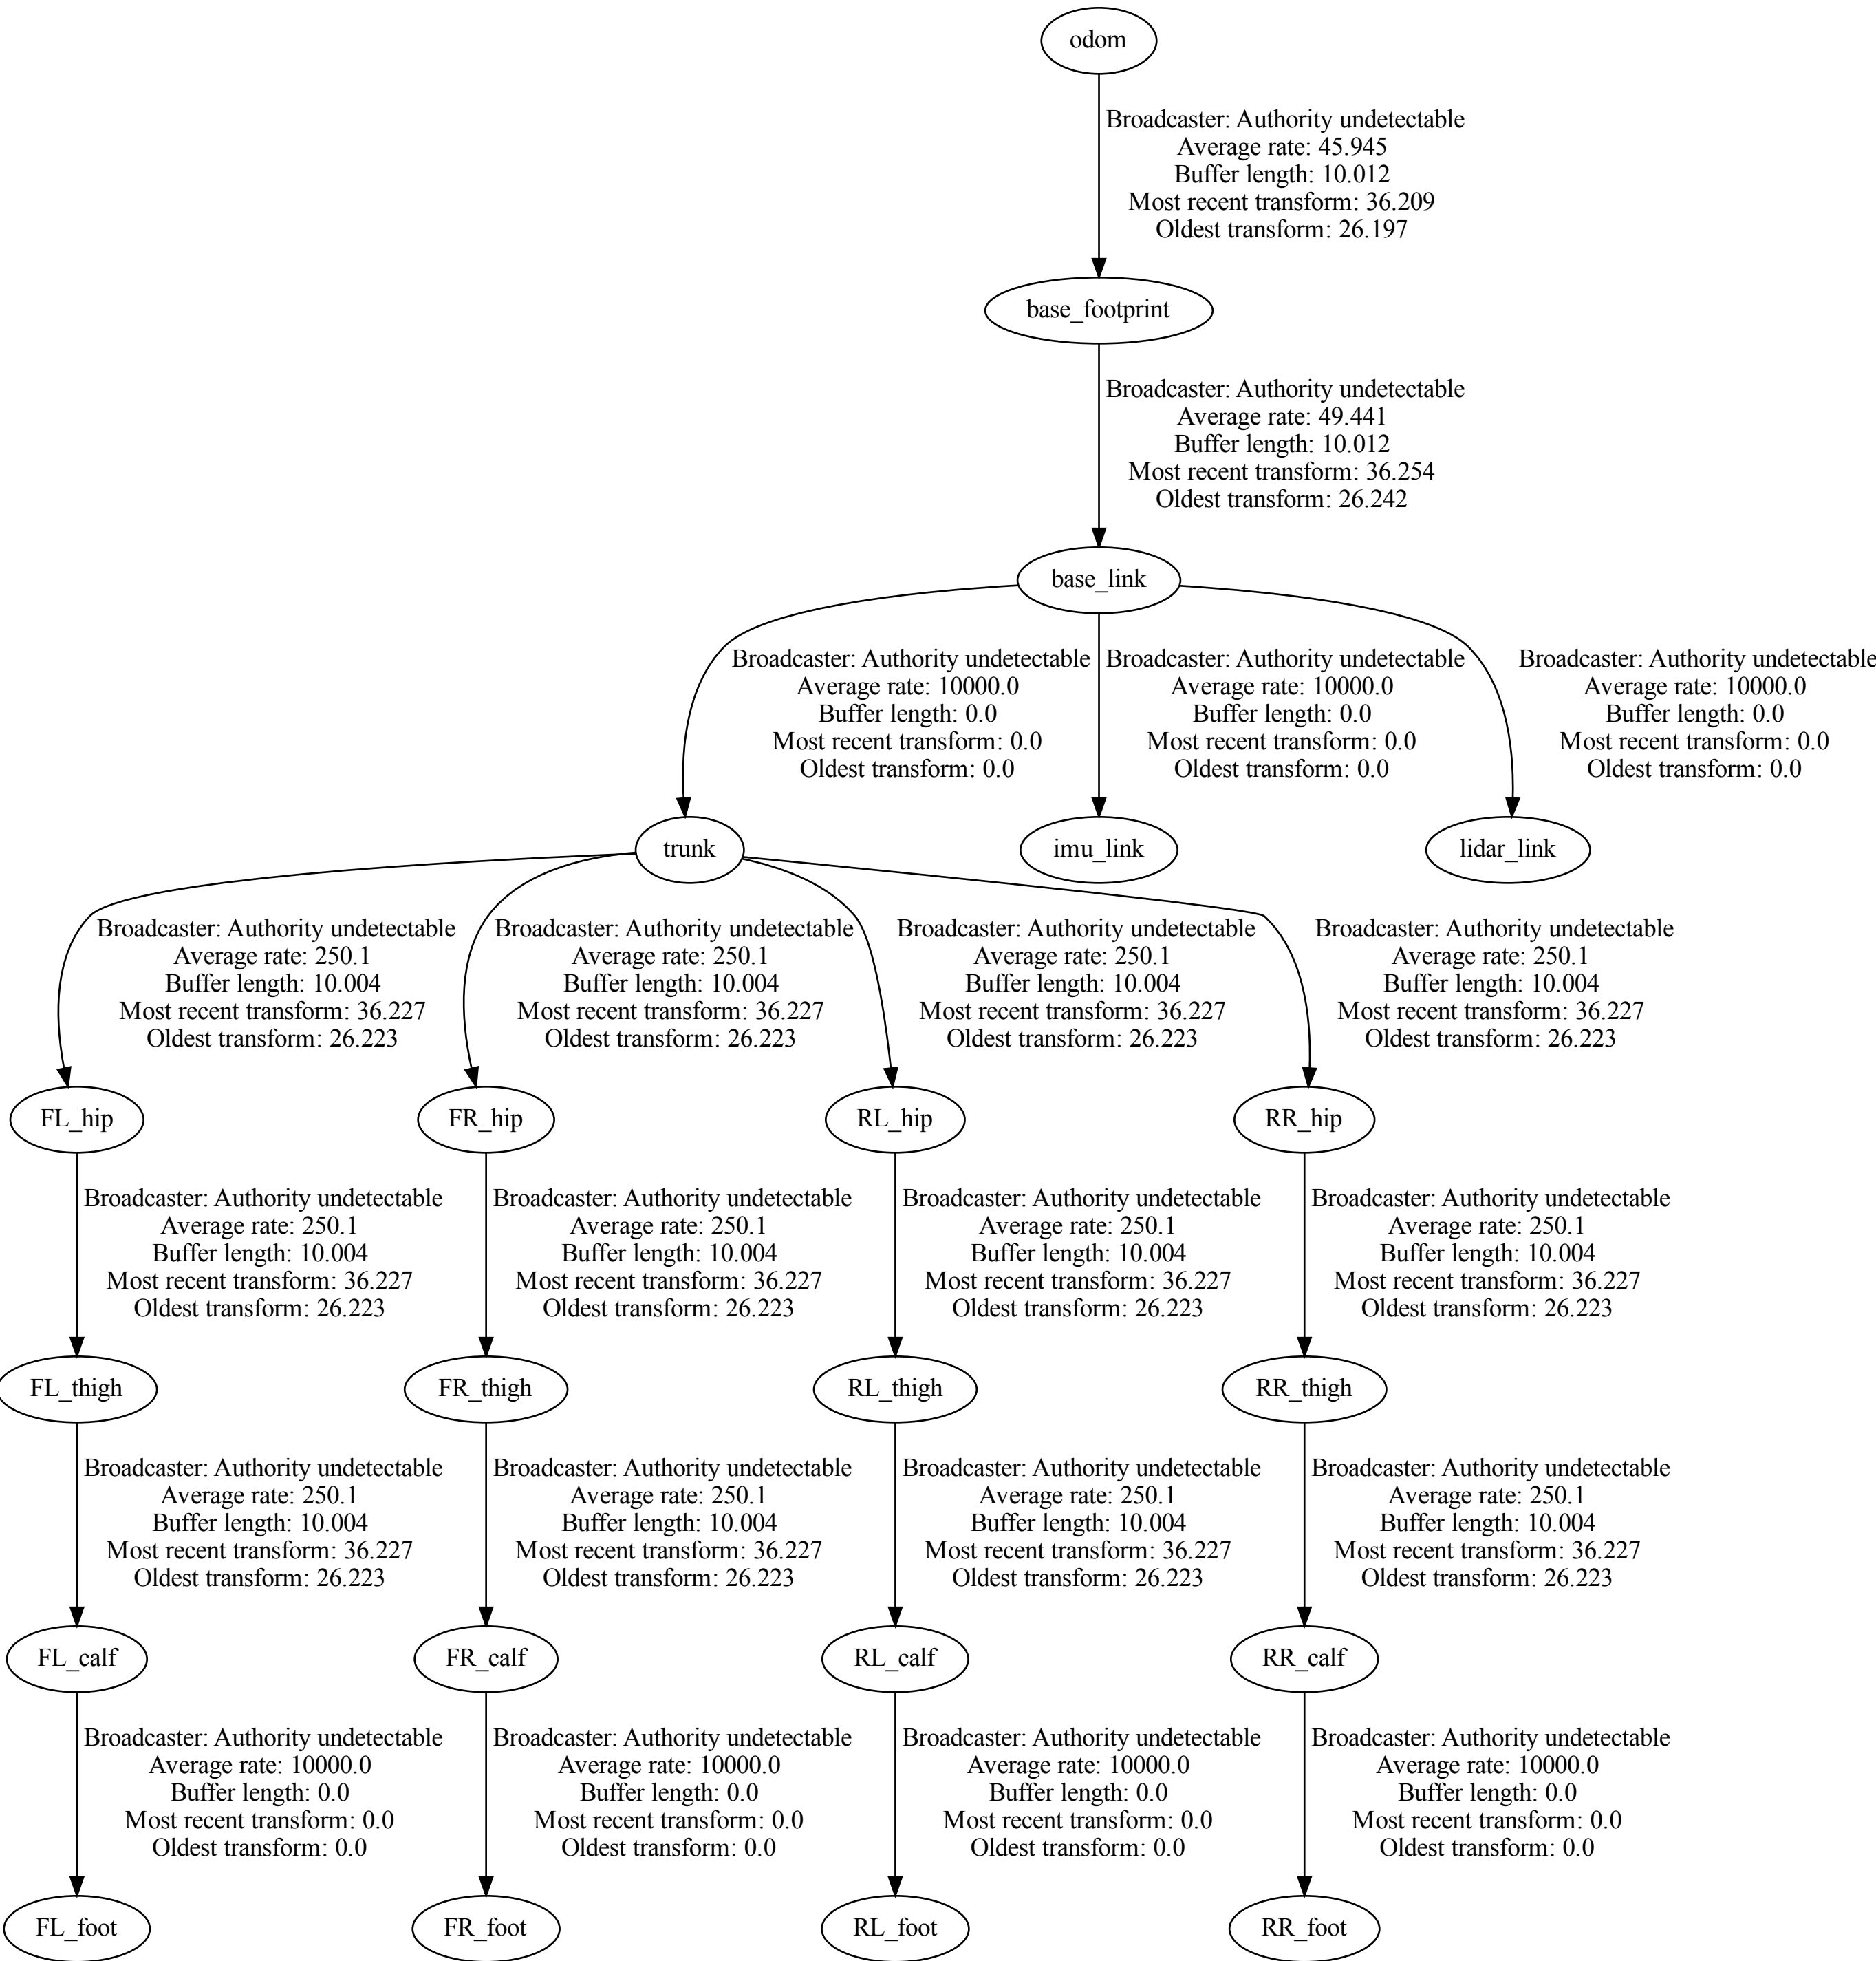 odom
Broadcaster: Authority undetectable
Average rate: 45.945
Buffer length: 10.012
Most recent transform: 36.209
Oldest transform: 26.197
base_footprint
Broadcaster: Authority undetectable
Average rate: 49.441
Buffer length: 10.012
Most recent transform: 36.254
Oldest transform: 26.242
base_link
Broadcaster: Authority undetectable
Average rate: 10000.0
Buffer length: 0.0
Most recent transform: 0.0
Oldest transform: 0.0
Broadcaster: Authority undetectable
Average rate: 10000.0
Buffer length: 0.0
Most recent transform: 0.0
Oldest transform: 0.0
Broadcaster: Authority undetectable
Average rate: 10000.0
Buffer length: 0.0
Most recent transform: 0.0
Oldest transform: 0.0
trunk
imu_link
lidar_link
Broadcaster: Authority undetectable
Average rate: 250.1
Buffer length: 10.004
Most recent transform: 36.227
Oldest transform: 26.223
Broadcaster: Authority undetectable
Average rate: 250.1
Buffer length: 10.004
Most recent transform: 36.227
Oldest transform: 26.223
Broadcaster: Authority undetectable
Average rate: 250.1
Buffer length: 10.004
Most recent transform: 36.227
Oldest transform: 26.223
Broadcaster: Authority undetectable
Average rate: 250.1
Buffer length: 10.004
Most recent transform: 36.227
Oldest transform: 26.223
FL_hip
FR_hip
RL_hip
RR_hip
Broadcaster: Authority undetectable
Average rate: 250.1
Buffer length: 10.004
Most recent transform: 36.227
Oldest transform: 26.223
Broadcaster: Authority undetectable
Average rate: 250.1
Buffer length: 10.004
Most recent transform: 36.227
Oldest transform: 26.223
Broadcaster: Authority undetectable
Average rate: 250.1
Buffer length: 10.004
Most recent transform: 36.227
Oldest transform: 26.223
Broadcaster: Authority undetectable
Average rate: 250.1
Buffer length: 10.004
Most recent transform: 36.227
Oldest transform: 26.223
FL_thigh
FR_thigh
RL_thigh
RR_thigh
Broadcaster: Authority undetectable
Average rate: 250.1
Buffer length: 10.004
Most recent transform: 36.227
Oldest transform: 26.223
Broadcaster: Authority undetectable
Average rate: 250.1
Buffer length: 10.004
Most recent transform: 36.227
Oldest transform: 26.223
Broadcaster: Authority undetectable
Average rate: 250.1
Buffer length: 10.004
Most recent transform: 36.227
Oldest transform: 26.223
Broadcaster: Authority undetectable
Average rate: 250.1
Buffer length: 10.004
Most recent transform: 36.227
Oldest transform: 26.223
FL_calf
FR_calf
RL_calf
RR_calf
Broadcaster: Authority undetectable
Average rate: 10000.0
Buffer length: 0.0
Most recent transform: 0.0
Oldest transform: 0.0
Broadcaster: Authority undetectable
Average rate: 10000.0
Buffer length: 0.0
Most recent transform: 0.0
Oldest transform: 0.0
Broadcaster: Authority undetectable
Average rate: 10000.0
Buffer length: 0.0
Most recent transform: 0.0
Oldest transform: 0.0
Broadcaster: Authority undetectable
Average rate: 10000.0
Buffer length: 0.0
Most recent transform: 0.0
Oldest transform: 0.0
FL_foot
FR_foot
RL_foot
RR_foot